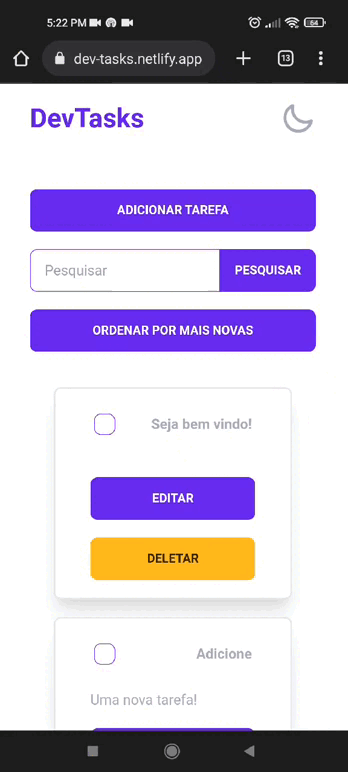 5:22 PM
64
dev-tasks.netlify.app
13
DevTasks
ADICIONAR TAREFA
Pesquisar
PESQUISAR
ORDENAR POR MAIS NOVAS
Seja bem vindo!
EDITAR
DELETAR
Adicione
Uma nova tarefa!